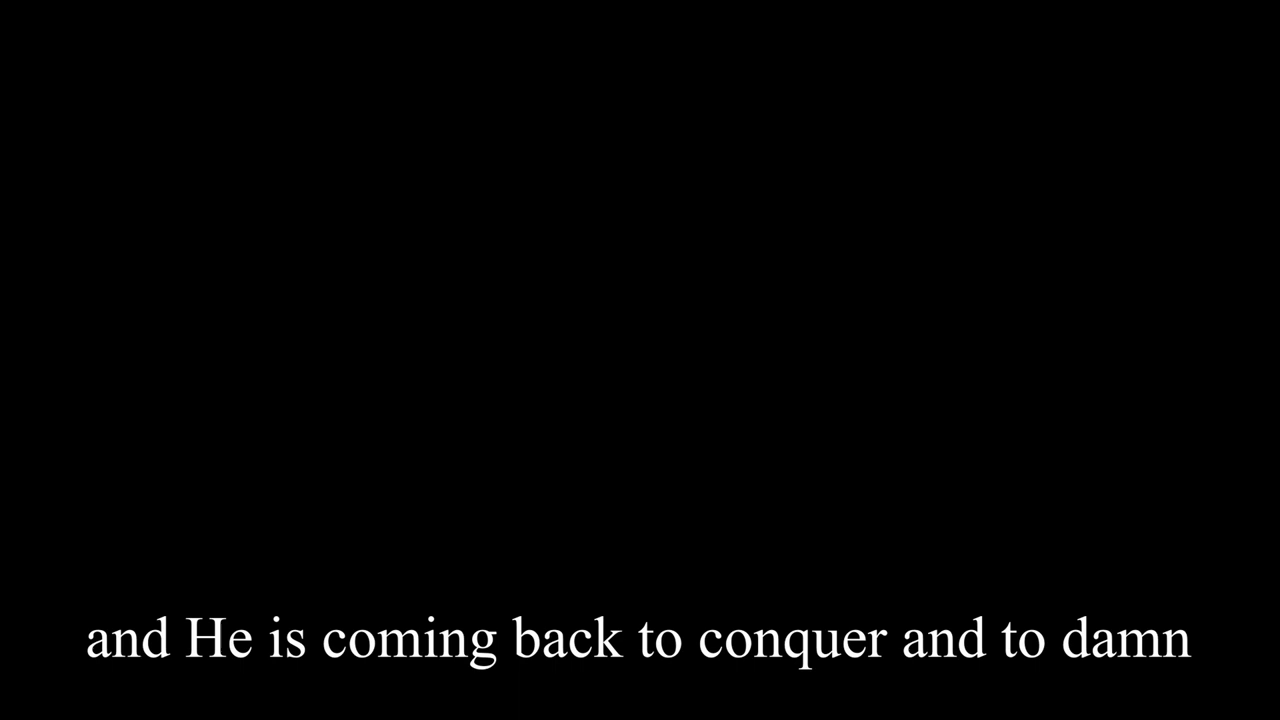 and He is coming back to conquer and to damn